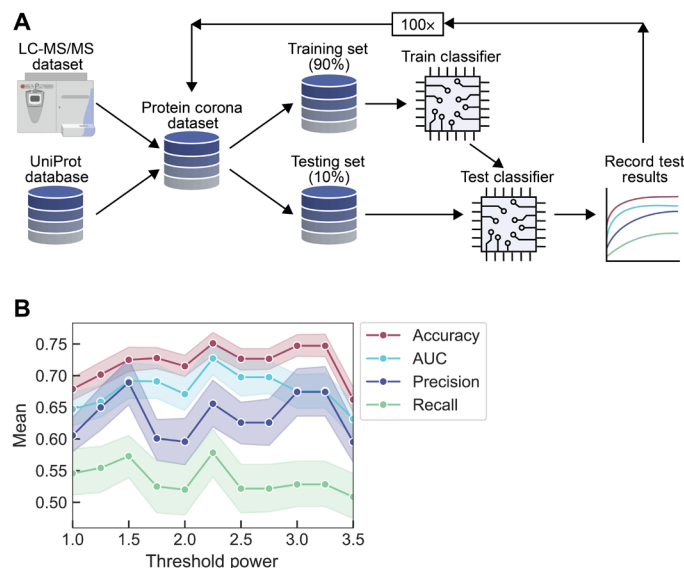 A
100×
LC-MS/MS
dataset
Training set
(90%)
Train classifier
Protein corona
dataset
UniProt
database
Testing set
(10%)
Test classifier
Record test
results
B
0.75
0.70
0.65
0.60
0.55
0.50
Mean
1.0 1.5 2.0 2.5 3.0 3.5
Threshold power
Accuracy
AUC
Precision
Recall